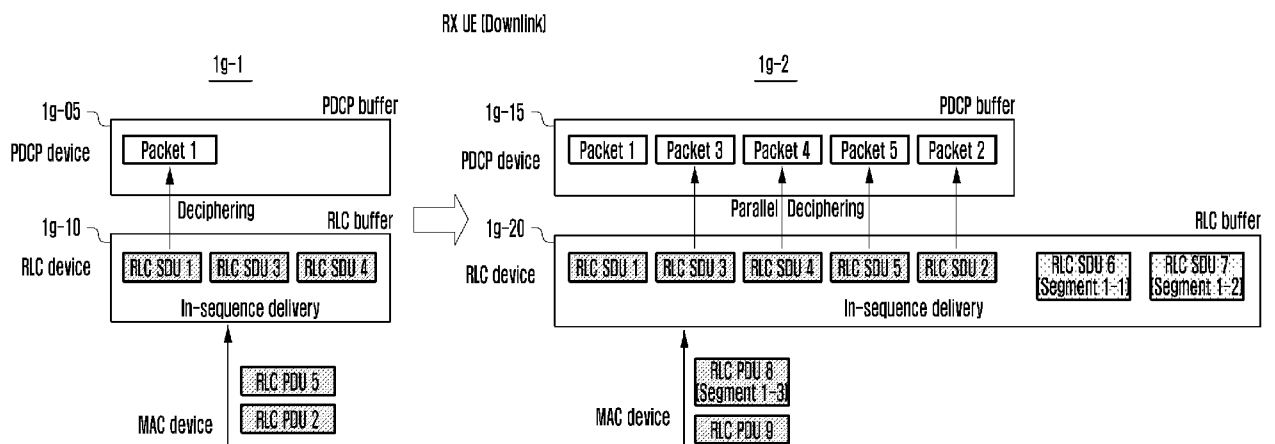 RX UE [Downlink]
1g-1
1g-2
1g-05
PDCP buffer
PDCP device
Packet 1
Deciphering
1g-10
RLC buffer
RLC device
RLC SDU 1
RLC SDU 3
RLC SDU 4
In-sequence delivery
RLC PDU 5
MAC device
RLC PDU 2
1g-15
PDCP buffer
PDCP device
Packet 1
Packet 3
Packet 4
Packet 5
Packet 2
Parallel Deciphering
1g-20
RLC buffer
RLC device
RLC SDU 1
RLC SDU 3
RLC SDU 4
RLC SDU 5
RLC SDU 2
RLC SDU 6
[Segment 1-1]
RLC SDU 7
[Segment 1-2]
In-sequence delivery
RLC PDU 8
[Segment 1-3]
MAC device
RLC PDU 9